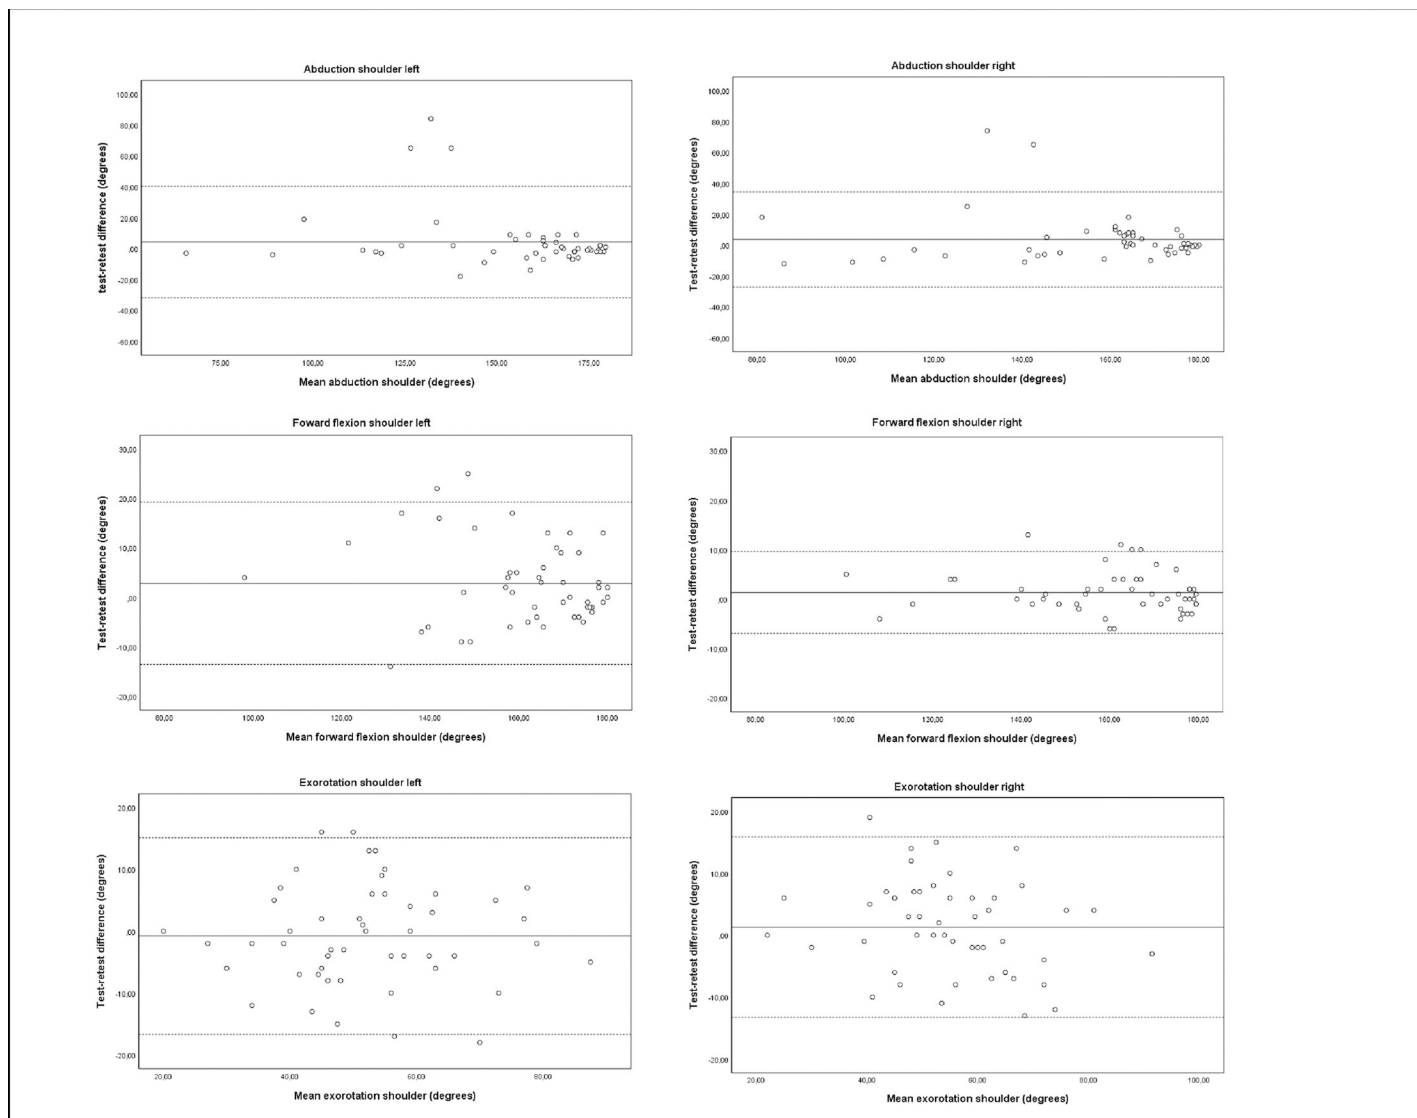 Abduction shoulder left
100,00
80,00
60,00
40,00
20,00
,00
-20,00
-40,00
-60,00
test-retest difference (degrees)
75,00 100,00 125,00 150,00 175,00
Mean abduction shoulder (degrees)
Abduction shoulder right
100,00
80,00
60,00
40,00
20,00
,00
-20,00
-40,00
-60,00
Test-retest difference (degrees)
80,00 100,00 120,00 140,00 160,00 180,00
Mean abduction shoulder (degrees)
Foward flexion shoulder left
30,00
20,00
10,00
,00
-10,00
-20,00
Test-retest difference (degrees)
80,00 100,00 120,00 140,00 160,00 180,00
Mean forward flexion shoulder (degrees)
Forward flexion shoulder right
30,00
20,00
10,00
,00
-10,00
-20,00
Test-retest difference (degrees)
80,00 100,00 120,00 140,00 160,00 180,00
Mean forward flexion shoulder (degrees)
Exorotation shoulder left
20,00
10,00
,00
-10,00
-20,00
Test-retest difference (degrees)
20,00 40,00 60,00 80,00
Mean exorotation shoulder (degrees)
Exorotation shoulder right
20,00
10,00
,00
-10,00
-20,00
Test-retest difference (degrees)
20,00 40,00 60,00 80,00 100,00
Mean exorotation shoulder (degrees)